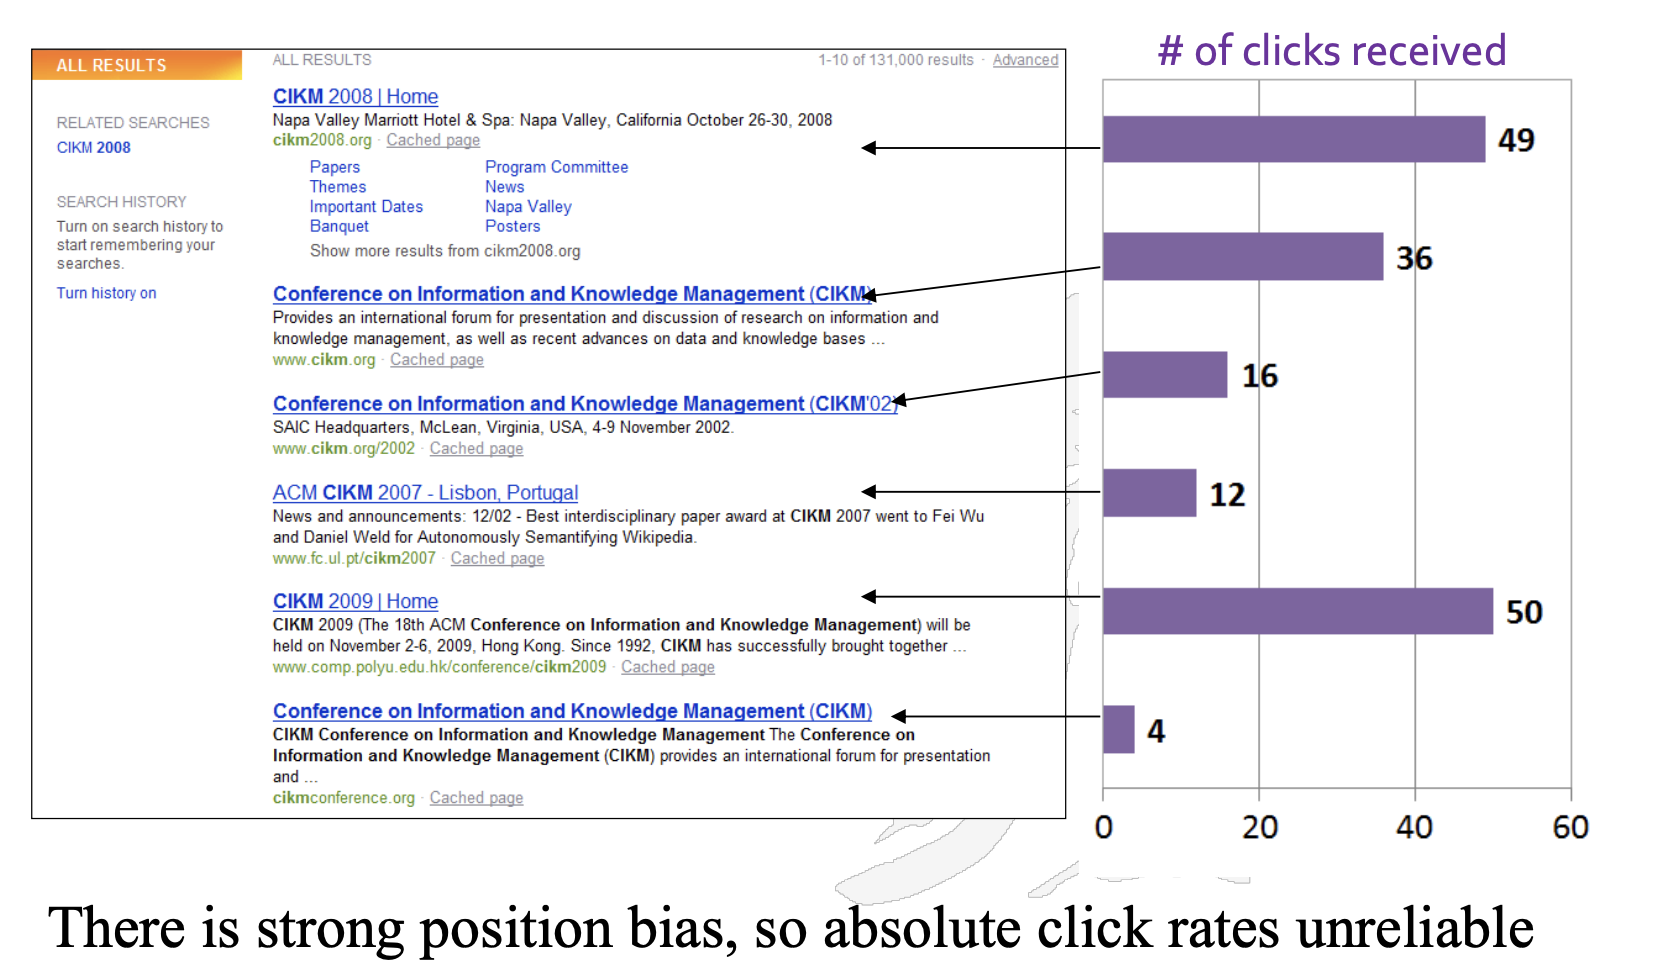 # of clicks received
ALL RESULTS
RELATED SEARCHES
CIKM 2008
SEARCH HISTORY
Turn on search history to
start remembering your
searches.
Turn history on
ALL RESULTS
1-10 of 131,000 results · Advanced
CIKM 2008 | Home
Napa Valley Marriott Hotel & Spa: Napa Valley, California October 26-30, 2008
cikm2008.org · Cached page
Papers Program Committee
Themes News
Important Dates Napa Valley
Banquet Posters
Show more results from cikm2008.org
Conference on Information and Knowledge Management (CIKM)
Provides an international forum for presentation and discussion of research on information and
knowledge management, as well as recent advances on data and knowledge bases ...
www.cikm.org · Cached page
Conference on Information and Knowledge Management (CIKM'02)
SAIC Headquarters, McLean, Virginia, USA, 4-9 November 2002.
www.cikm.org/2002 · Cached page
ACM CIKM 2007 - Lisbon, Portugal
News and announcements: 12/02 - Best interdisciplinary paper award at CIKM 2007 went to Fei Wu
and Daniel Weld for Autonomously Semantifying Wikipedia.
www.fc.ul.pt/cikm2007 · Cached page
CIKM 2009 | Home
CIKM 2009 (The 18th ACM Conference on Information and Knowledge Management) will be
held on November 2-6, 2009, Hong Kong. Since 1992, CIKM has successfully brought together ...
www.comp.polyu.edu.hk/conference/cikm2009 · Cached page
Conference on Information and Knowledge Management (CIKM)
CIKM Conference on Information and Knowledge Management The Conference on
Information and Knowledge Management (CIKM) provides an international forum for presentation
and ...
cikmconference.org · Cached page
49
36
16
12
50
4
0 20 40 60
There is strong position bias, so absolute click rates unreliable